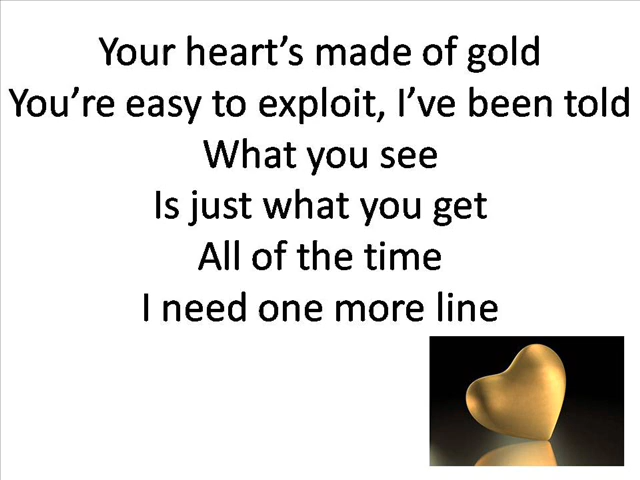 Your heart’s made of gold
You’re easy to exploit, I’ve been told
What you see
Is just what you get
All of the time
I need one more line